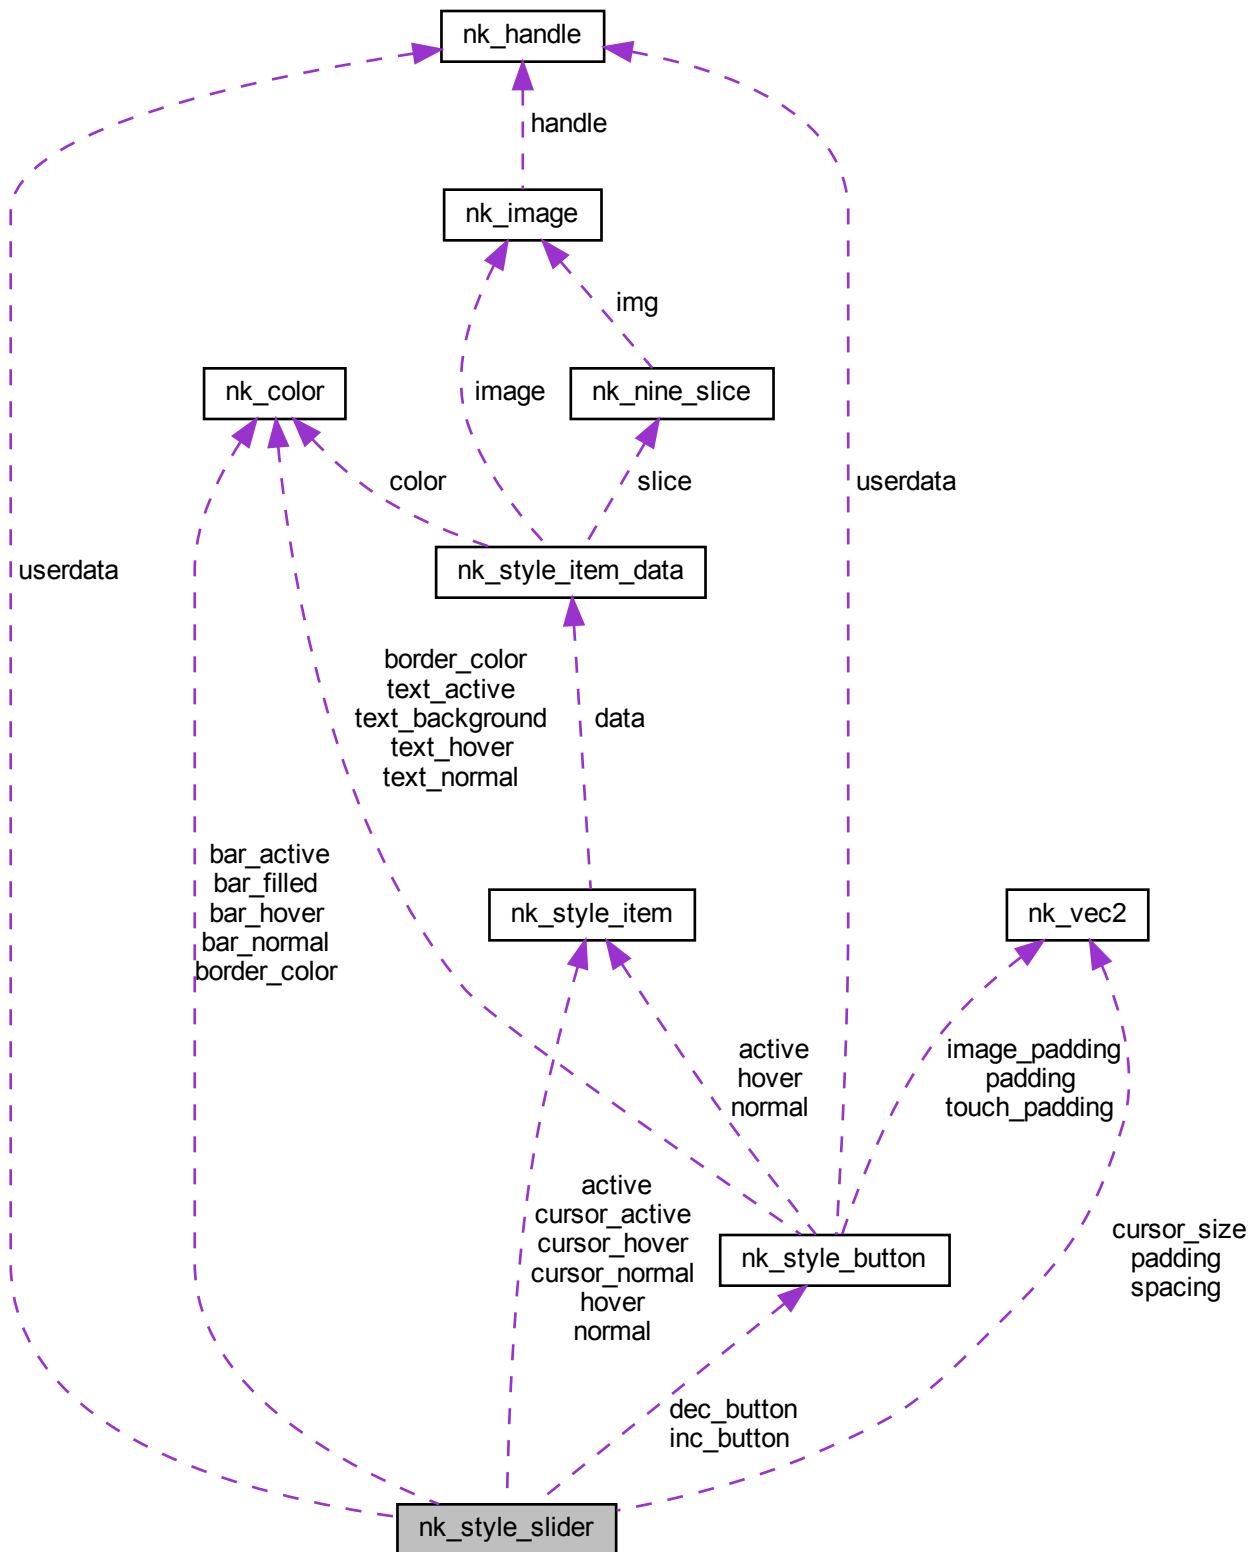 nk_handle
handle
nk_image
img
nk_color
image
nk_nine_slice
color
slice
userdata
userdata
nk_style_item_data
border_color
text_active
text_background
text_hover
text_normal
data
bar_active
bar_filled
bar_hover
bar_normal
border_color
nk_style_item
nk_vec2
active
hover
normal
image_padding
padding
touch_padding
active
cursor_active
cursor_hover
cursor_normal
hover
normal
nk_style_button
cursor_size
padding
spacing
dec_button
inc_button
nk_style_slider